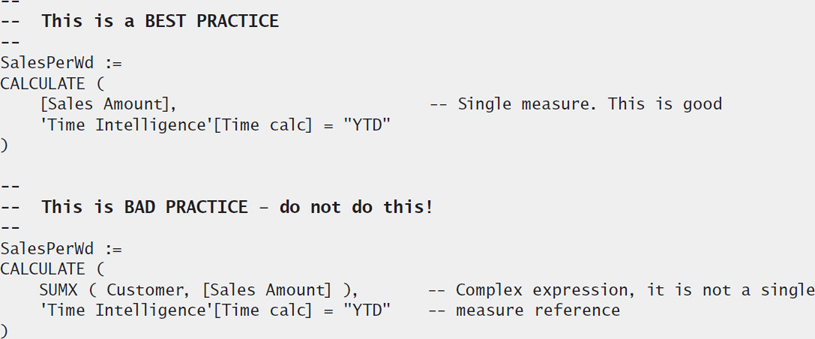 --
-- This is a BEST PRACTICE
--
SalesPerWd :=
CALCULATE (
    [Sales Amount],                         -- Single measure. This is good
    'Time Intelligence'[Time calc] = "YTD"
)
--
-- This is BAD PRACTICE – do not do this!
--
SalesPerWd :=
CALCULATE (
    SUMX ( Customer, [Sales Amount] ),      -- Complex expression, it is not a single
    'Time Intelligence'[Time calc] = "YTD"  -- measure reference
)